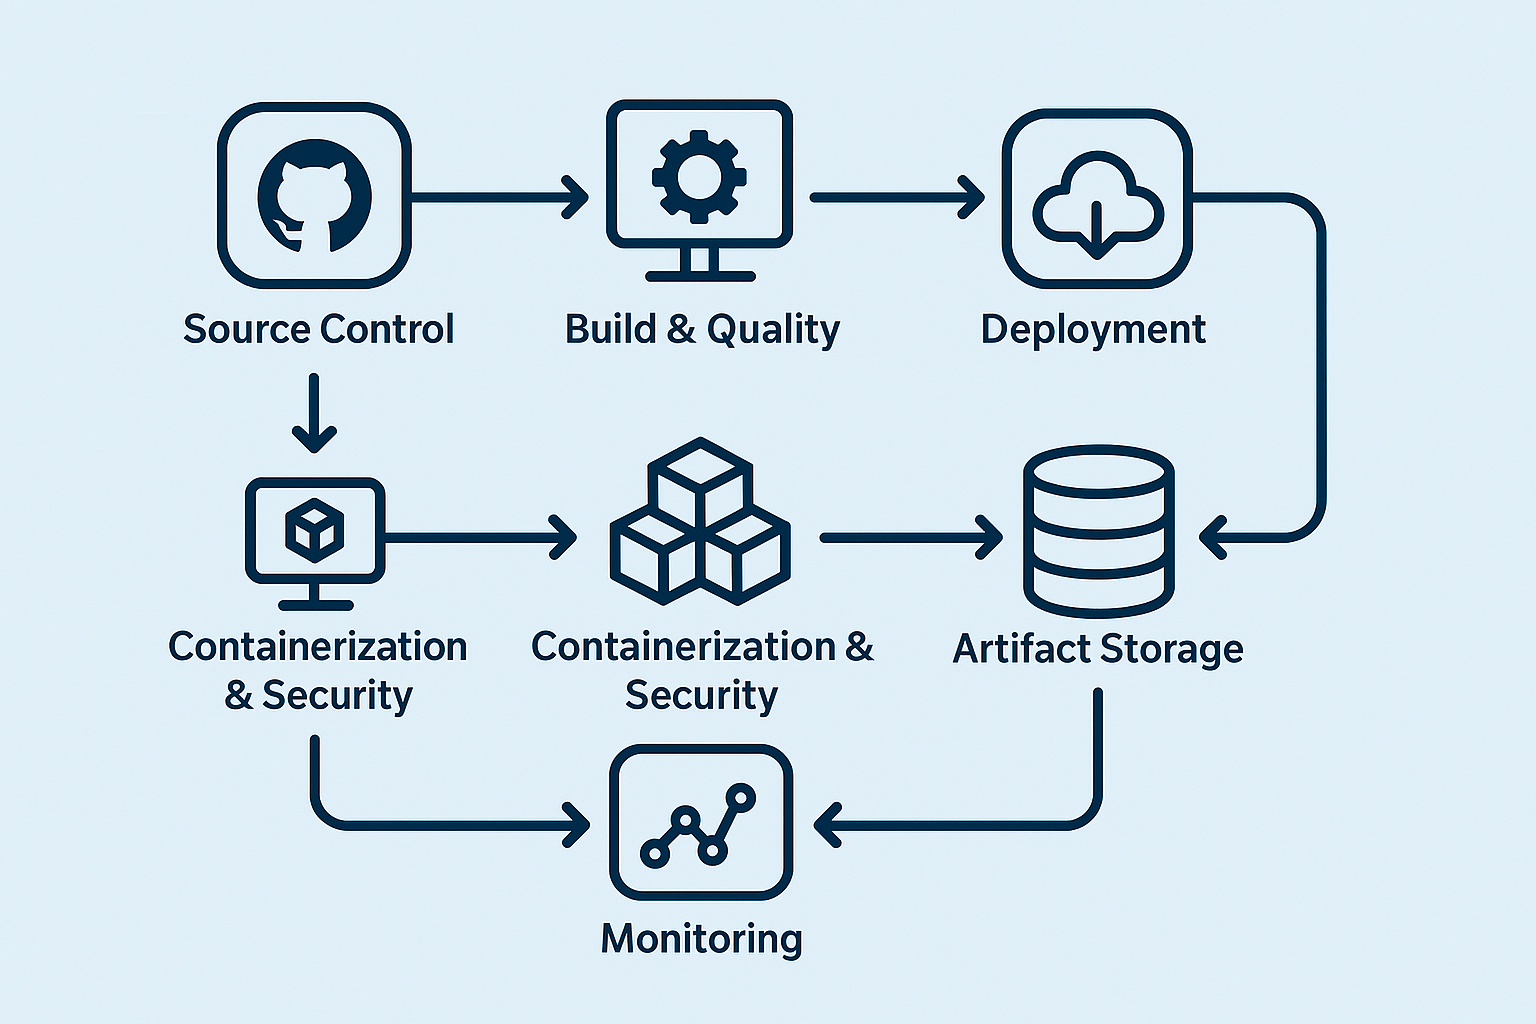 Source Control
Build & Quality
Deployment
Containerization
& Security
Containerization &
Security
Artifact Storage
Monitoring